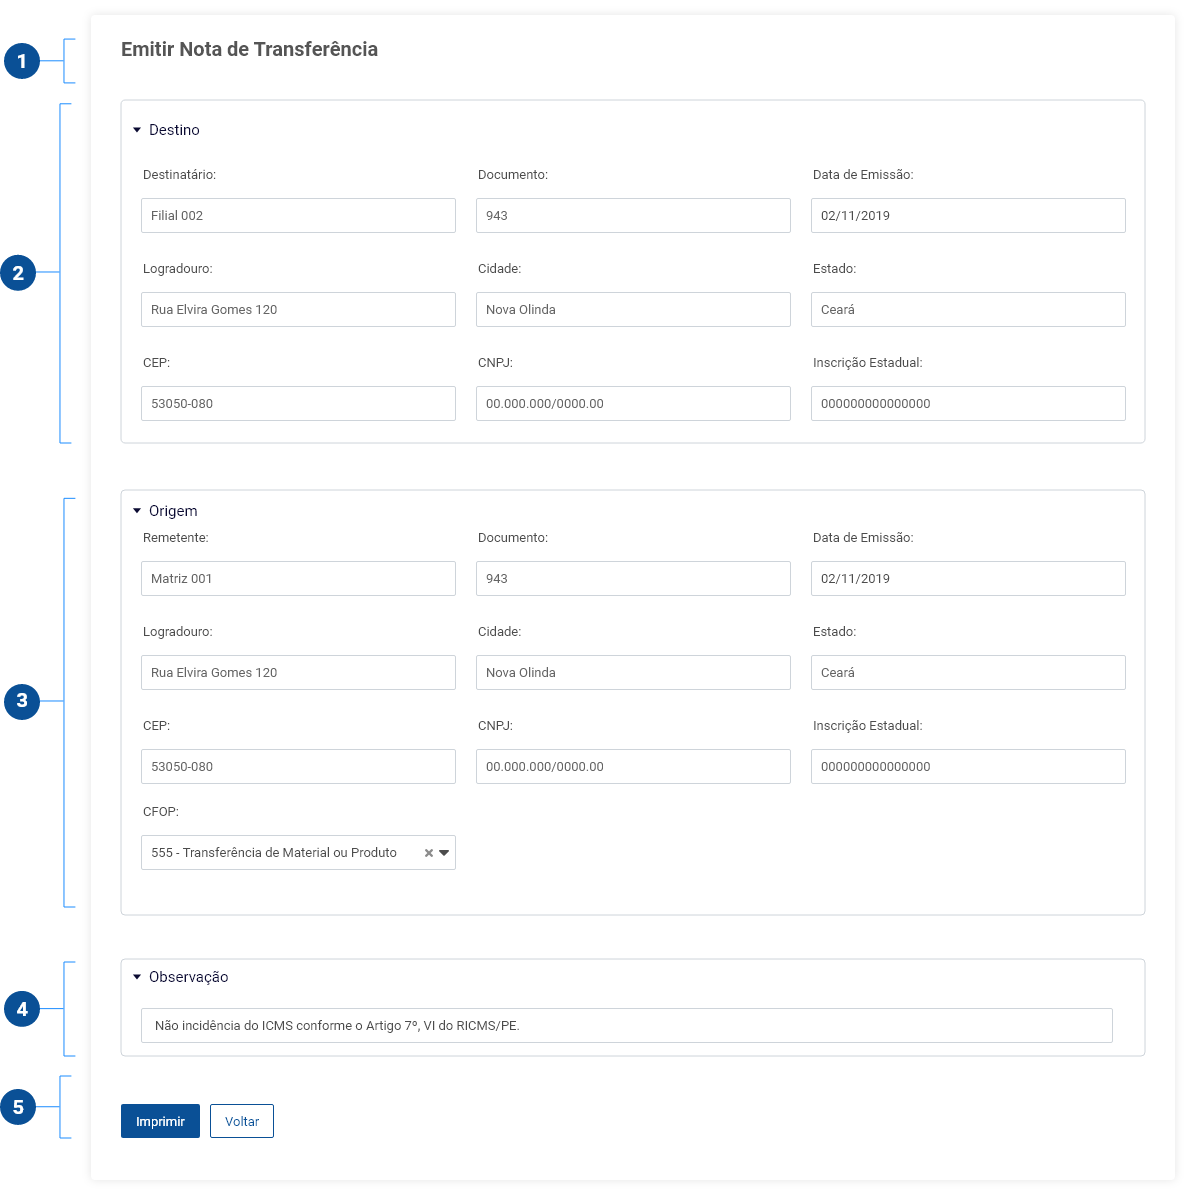 1
Emitir Nota de Transferência
2
Destino
Destinatário: Documento: Data de Emissão:
Filial 002 943 02/11/2019
Logradouro: Cidade: Estado:
Rua Elvira Gomes 120 Nova Olinda Ceará
CEP: CNPJ: Inscrição Estadual:
53050-080 00.000.000/0000.00 000000000000000
3
Origem
Remetente: Documento: Data de Emissão:
Matriz 001 943 02/11/2019
Logradouro: Cidade: Estado:
Rua Elvira Gomes 120 Nova Olinda Ceará
CEP: CNPJ: Inscrição Estadual:
53050-080 00.000.000/0000.00 000000000000000
CFOP:
555 - Transferência de Material ou Produto
4
Observação
Não incidência do ICMS conforme o Artigo 7º, VI do RICMS/PE.
5
Imprimir Voltar